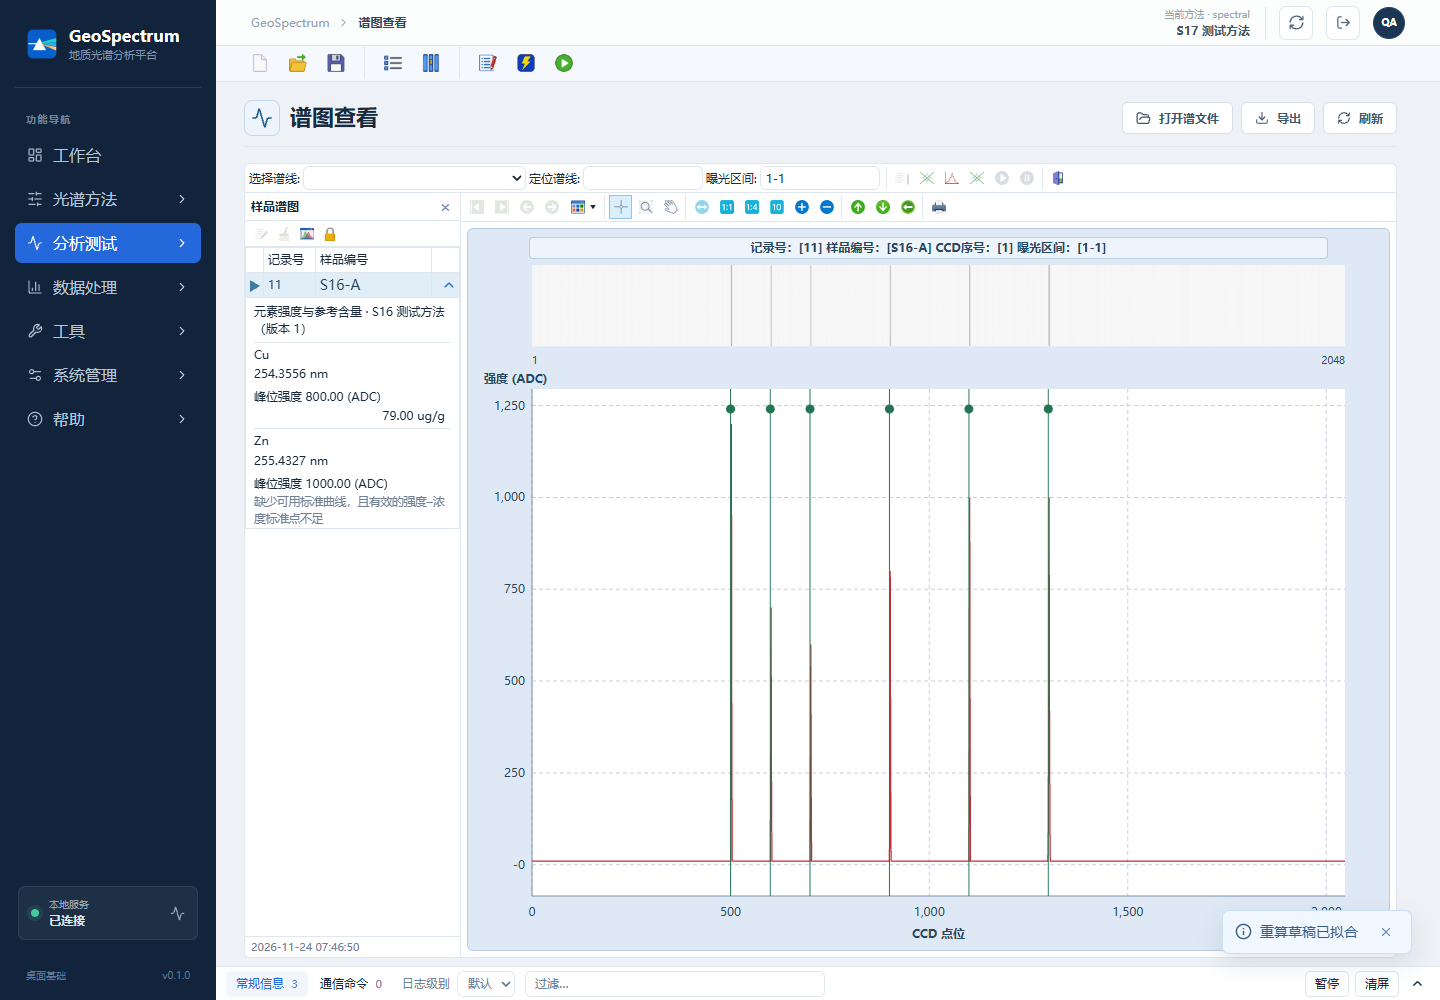 GeoSpectrum
地质光谱分析平台
功能导航
工作台
光谱方法
分析测试
数据处理
工具
系统管理
帮助
本地服务
已连接
桌面基础 v0.1.0
GeoSpectrum 谱图查看
当前方法 · spectral
S17 测试方法
QA
谱图查看
打开谱文件 导出 刷新
选择谱线: 定位谱线: 曝光区间: 1-1
样品谱图
1:1 1:4 10
记录号 样品编号
11 S16-A
元素强度与参考含量 · S16 测试方法
（版本 1）
Cu
254.3556 nm
峰位强度 800.00 (ADC)
79.00 ug/g
Zn
255.4327 nm
峰位强度 1000.00 (ADC)
缺少可用标准曲线，且有效的强度–浓
度标准点不足
2026-11-24 07:46:50
记录号：[11] 样品编号：[S16-A] CCD序号：[1] 曝光区间：[1-1]
1 2048
强度 (ADC)
1,250
1,000
750
500
250
-0
0 500 1,000 1,500
CCD 点位
重算草稿已拟合
常规信息 3 通信命令 0 日志级别 默认 过滤... 暂停 清屏